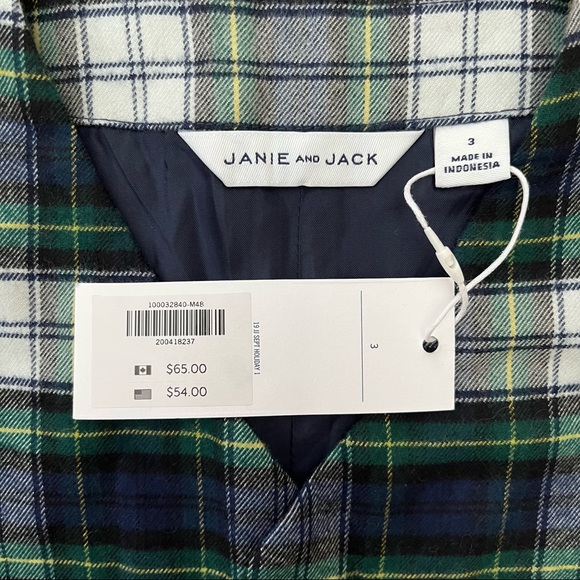 JANIE AND JACK
3
MADE IN
INDONESIA
100032840-M4B
200418237
$65.00
$54.00
19 JJ SEPT HOLIDAY 1
3